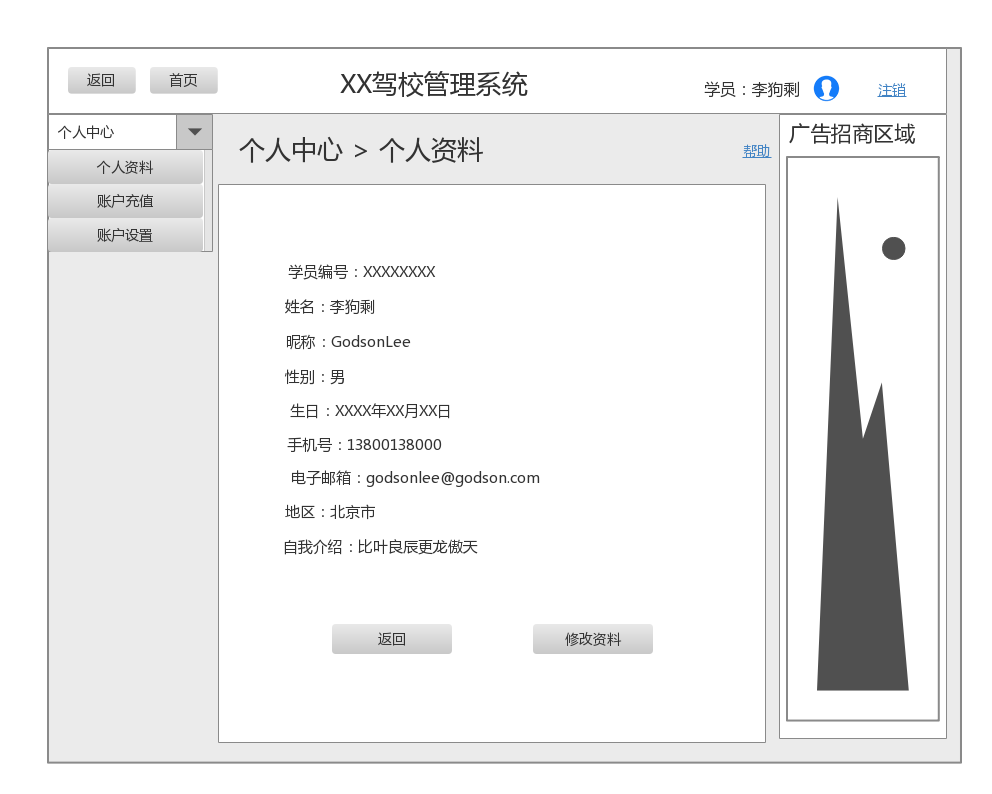 返回
首页
XX驾校管理系统
学员：李狗剩
注销
个人中心
个人资料
账户充值
账户设置
个人中心 > 个人资料
帮助
学员编号：XXXXXXXX
姓名：李狗剩
昵称：GodsonLee
性别：男
生日：XXXX年XX月XX日
手机号：13800138000
电子邮箱：godsonlee@godson.com
地区：北京市
自我介绍：比叶良辰更龙傲天
返回
修改资料
广告招商区域